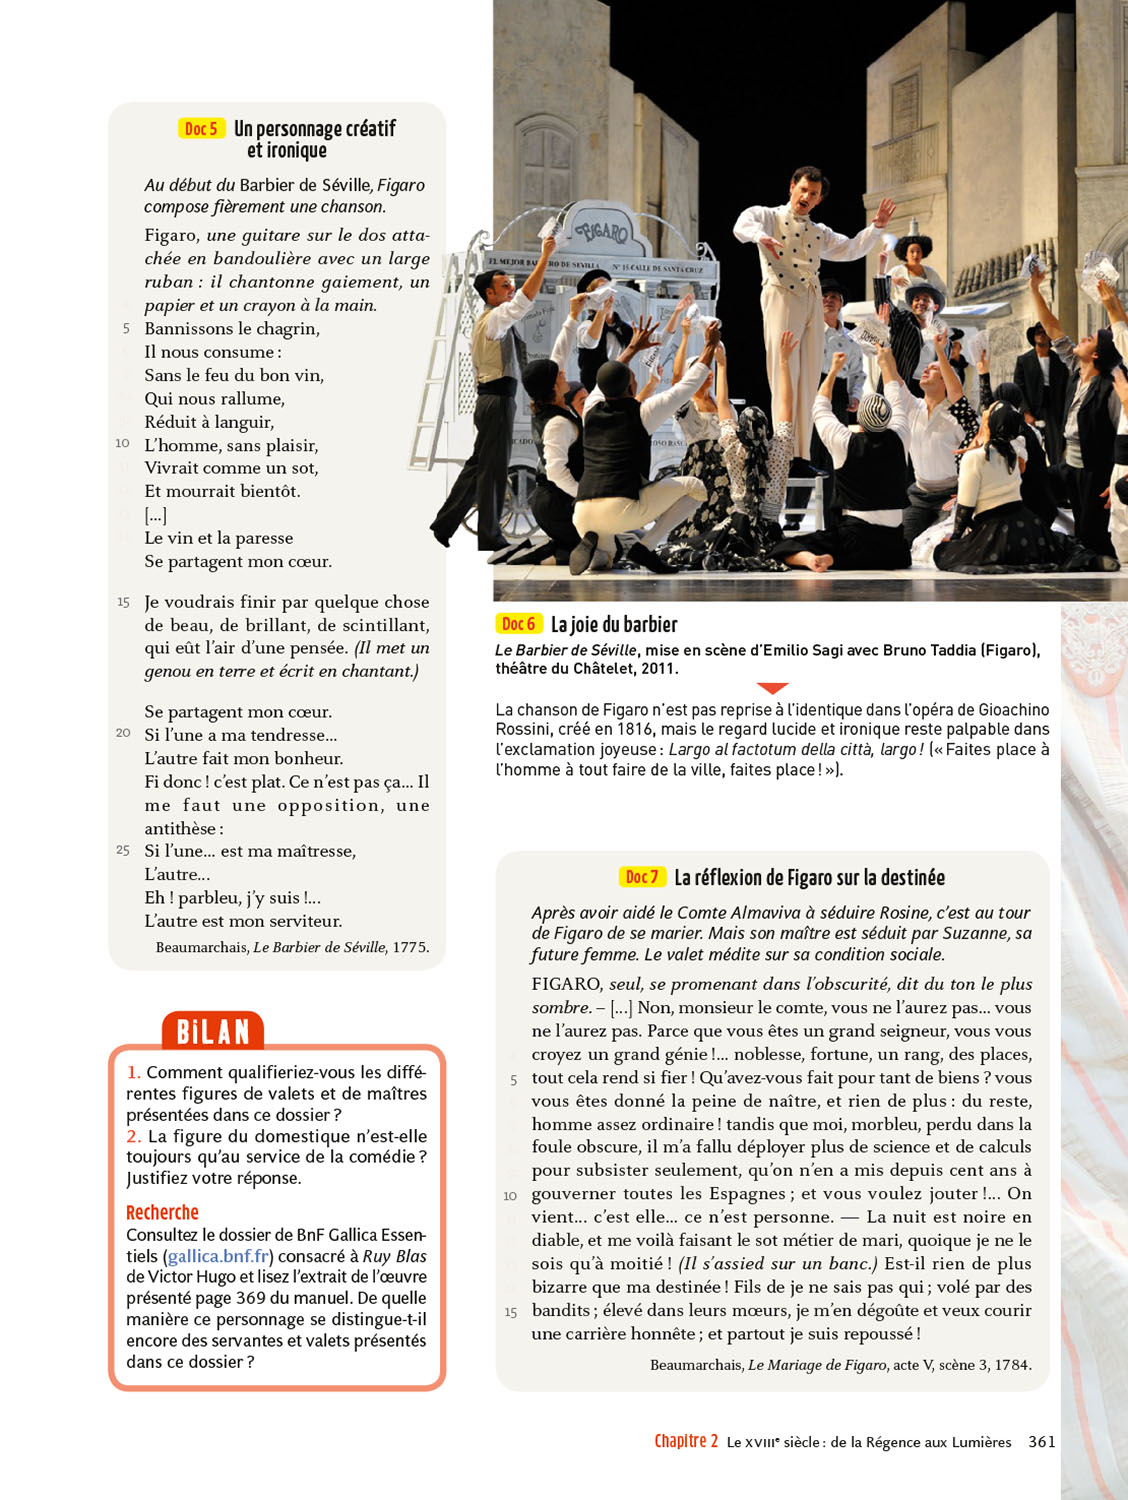 Doc 5 Un personnage créatif
et ironique
Au début du Barbier de Séville, Figaro
compose fièrement une chanson.
Figaro, une guitare sur le dos atta-
chée en bandoulière avec un large
ruban : il chantonne gaiement, un
papier et un crayon à la main.
5 Bannissons le chagrin,
Il nous consume :
Sans le feu du bon vin,
Qui nous rallume,
Réduit à languir,
10 L'homme, sans plaisir,
Vivrait comme un sot,
Et mourrait bientôt.
[...]
Le vin et la paresse
Se partagent mon cœur.
15 Je voudrais finir par quelque chose
de beau, de brillant, de scintillant,
qui eût l'air d'une pensée. (Il met un
genou en terre et écrit en chantant.)
Se partagent mon cœur.
20 Si l'une a ma tendresse...
L'autre fait mon bonheur.
Fi donc ! c'est plat. Ce n'est pas ça... Il
me faut une opposition, une
antithèse :
25 Si l'une... est ma maîtresse,
L'autre...
Eh ! parbleu, j'y suis !...
L'autre est mon serviteur.
Beaumarchais, Le Barbier de Séville, 1775.
BiLAN
1. Comment qualifieriez-vous les diffé-
rentes figures de valets et de maîtres
présentées dans ce dossier ?
2. La figure du domestique n'est-elle
toujours qu'au service de la comédie ?
Justifiez votre réponse.
Recherche
Consultez le dossier de BnF Gallica Essen-
tiels (gallica.bnf.fr) consacré à Ruy Blas
de Victor Hugo et lisez l'extrait de l'œuvre
présenté page 369 du manuel. De quelle
manière ce personnage se distingue-t-il
encore des servantes et valets présentés
dans ce dossier ?
FIGARO
EL MEJOR BARBERO DE SEVILLA Nº 15 CALLE DE SANTA CRUZ
Doc 6 La joie du barbier
Le Barbier de Séville, mise en scène d'Emilio Sagi avec Bruno Taddia (Figaro),
théâtre du Châtelet, 2011.
La chanson de Figaro n'est pas reprise à l'identique dans l'opéra de Gioachino
Rossini, créé en 1816, mais le regard lucide et ironique reste palpable dans
l'exclamation joyeuse : Largo al factotum della città, largo ! (« Faites place à
l'homme à tout faire de la ville, faites place ! »).
Doc 7 La réflexion de Figaro sur la destinée
Après avoir aidé le Comte Almaviva à séduire Rosine, c'est au tour
de Figaro de se marier. Mais son maître est séduit par Suzanne, sa
future femme. Le valet médite sur sa condition sociale.
FIGARO, seul, se promenant dans l'obscurité, dit du ton le plus
sombre. – [...] Non, monsieur le comte, vous ne l'aurez pas... vous
ne l'aurez pas. Parce que vous êtes un grand seigneur, vous vous
croyez un grand génie !... noblesse, fortune, un rang, des places,
5 tout cela rend si fier ! Qu'avez-vous fait pour tant de biens ? vous
vous êtes donné la peine de naître, et rien de plus : du reste,
homme assez ordinaire ! tandis que moi, morbleu, perdu dans la
foule obscure, il m'a fallu déployer plus de science et de calculs
pour subsister seulement, qu'on n'en a mis depuis cent ans à
10 gouverner toutes les Espagnes ; et vous voulez jouter !... On
vient... c'est elle... ce n'est personne. — La nuit est noire en
diable, et me voilà faisant le sot métier de mari, quoique je ne le
sois qu'à moitié ! (Il s'assied sur un banc.) Est-il rien de plus
bizarre que ma destinée ! Fils de je ne sais pas qui ; volé par des
15 bandits ; élevé dans leurs mœurs, je m'en dégoûte et veux courir
une carrière honnête ; et partout je suis repoussé !
Beaumarchais, Le Mariage de Figaro, acte V, scène 3, 1784.
Chapitre 2 Le XVIIIe siècle : de la Régence aux Lumières 361